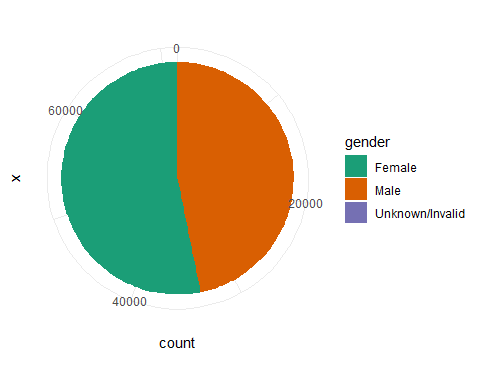 0
60000
20000
40000
x
count
gender
Female
Male
Unknown/Invalid